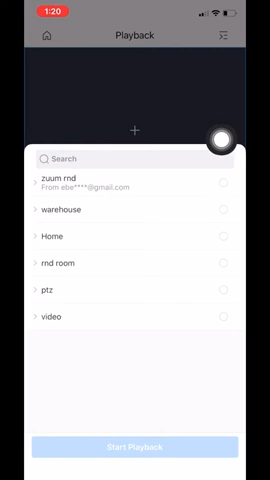 1:20
Playback
Search
zuum rnd
From ebe****@gmail.com
warehouse
Home
rnd room
ptz
video
Start Playback